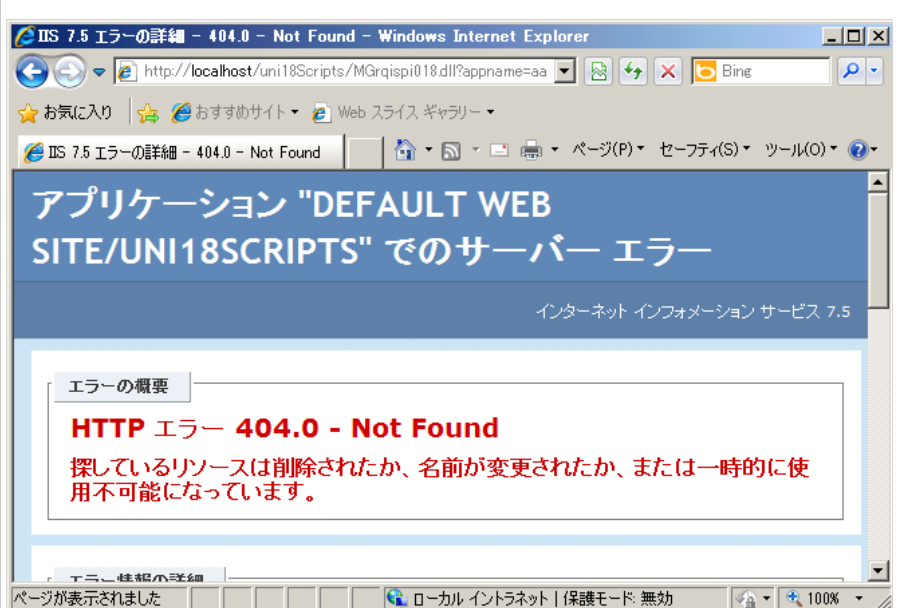 IIS 7.5 エラーの詳細 - 404.0 - Not Found - Windows Internet Explorer
http://localhost/uni18Scripts/MGrqispi018.dll?appname=aa
Bing
お気に入り おすすめサイト Web スライス ギャラリー
IIS 7.5 エラーの詳細 - 404.0 - Not Found ページ(P) セーフティ(S) ツール(O)
アプリケーション "DEFAULT WEB
SITE/UNI18SCRIPTS" でのサーバー エラー
インターネット インフォメーション サービス 7.5
エラーの概要
HTTP エラー 404.0 - Not Found
探しているリソースは削除されたか、名前が変更されたか、または一時的に使
用不可能になっています。
エラー情報の詳細
ページが表示されました ローカル イントラネット | 保護モード: 無効 100%